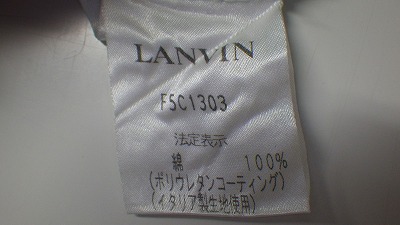 LANVIN
F5C1303
法定表示
綿 100%
(ポリウレタンコーティング)
(イタリア製生地使用)